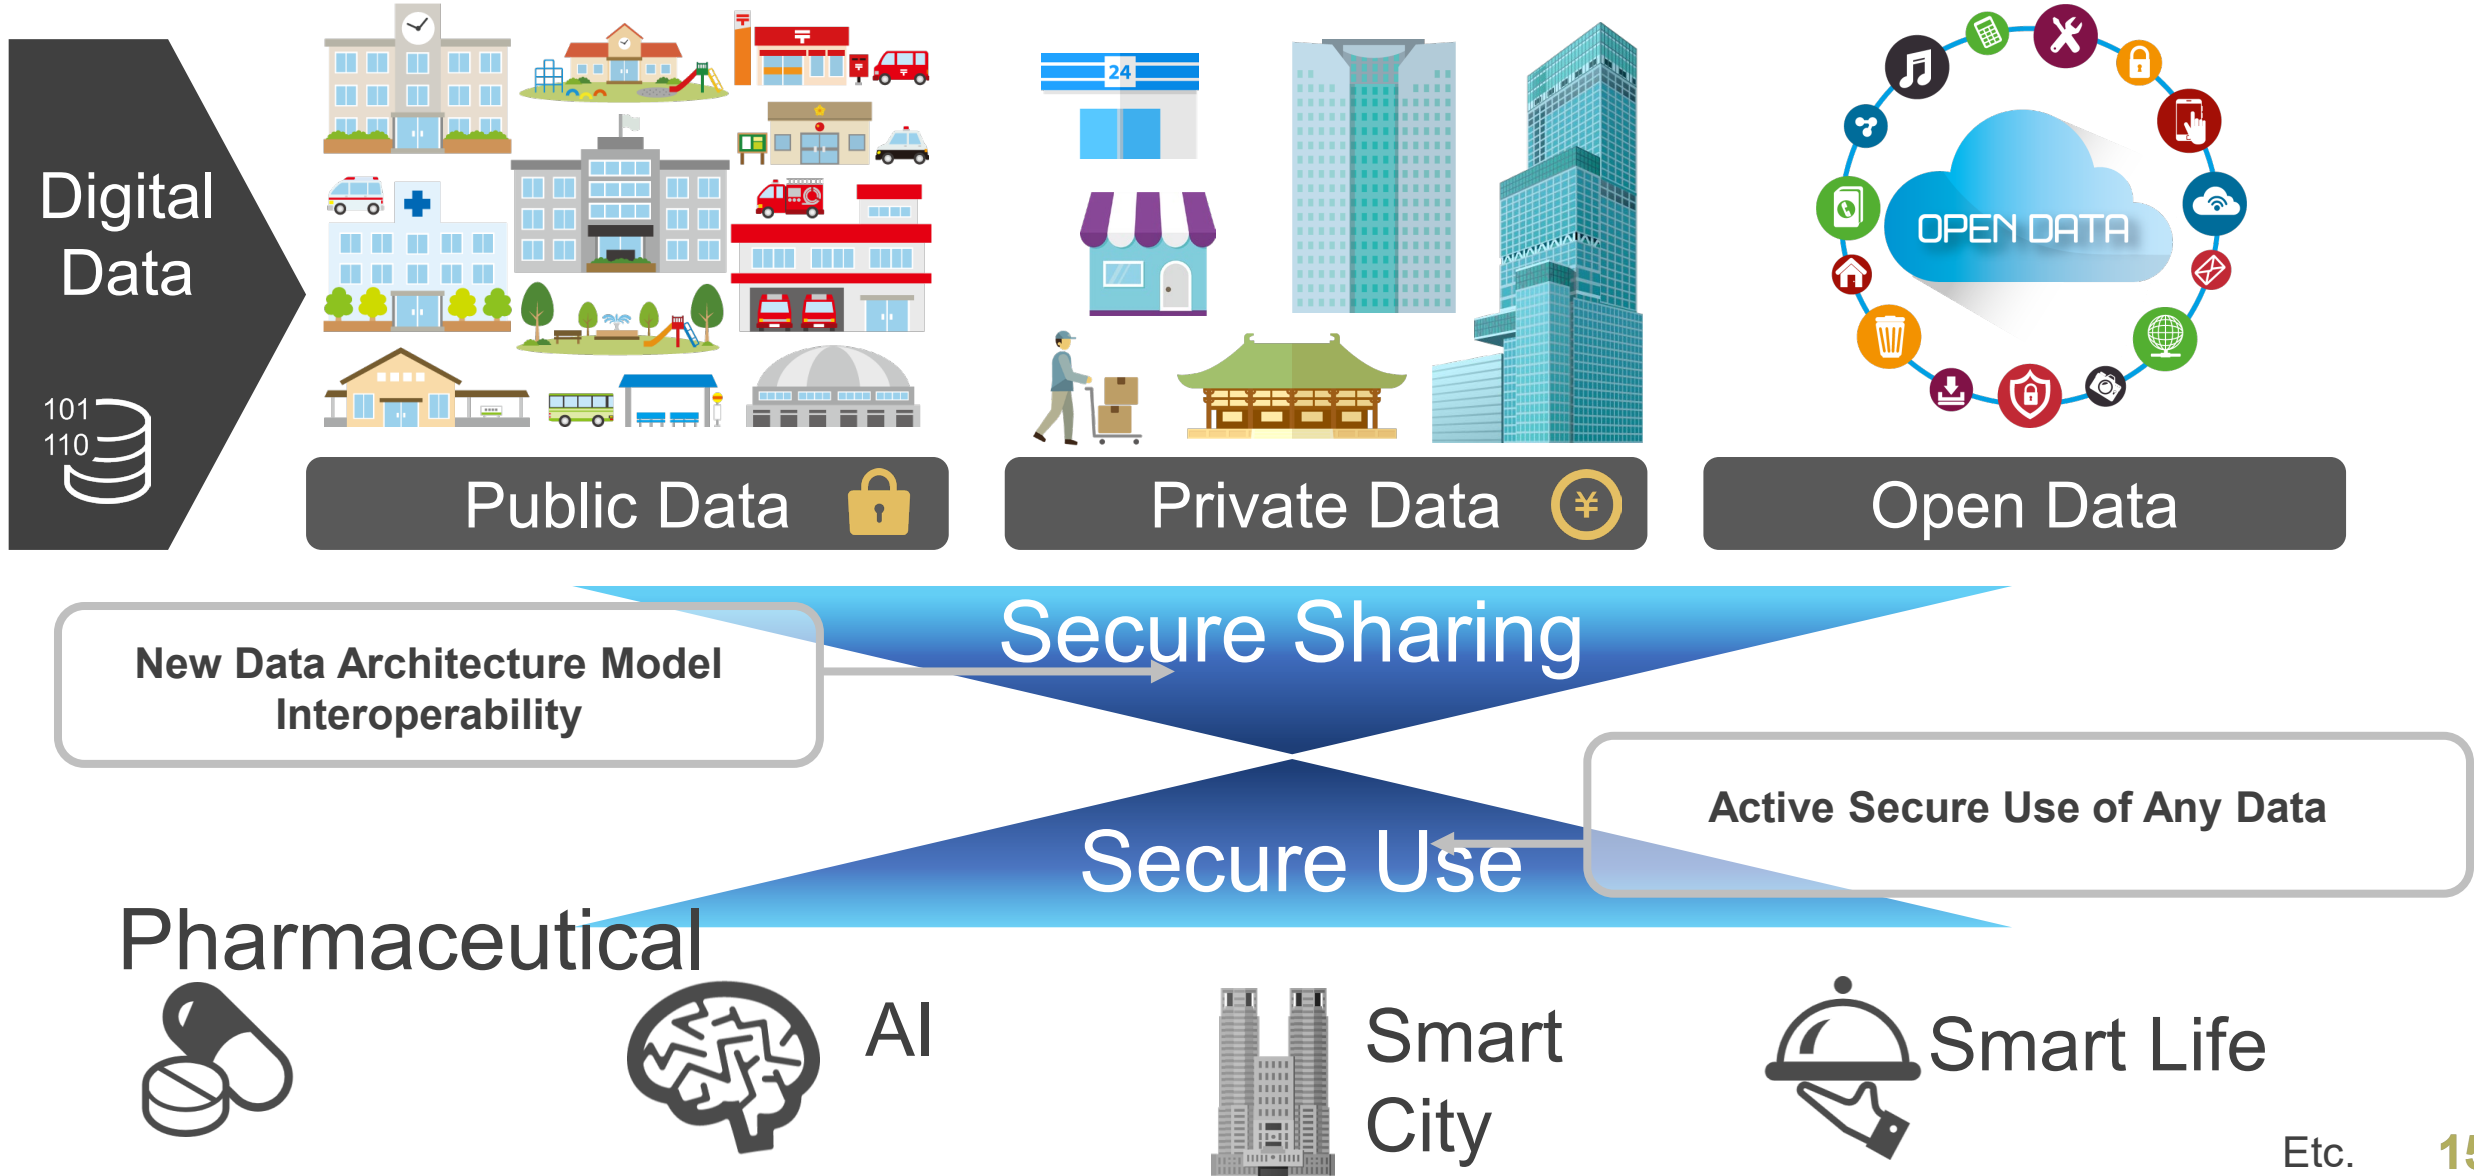 Digital
Data
101
110
24
OPEN DATA
Public Data
Private Data
¥
Open Data
Secure Sharing
New Data Architecture Model
Interoperability
Active Secure Use of Any Data
Secure Use
Pharmaceutical
AI
Smart
City
Smart Life
Etc.
15